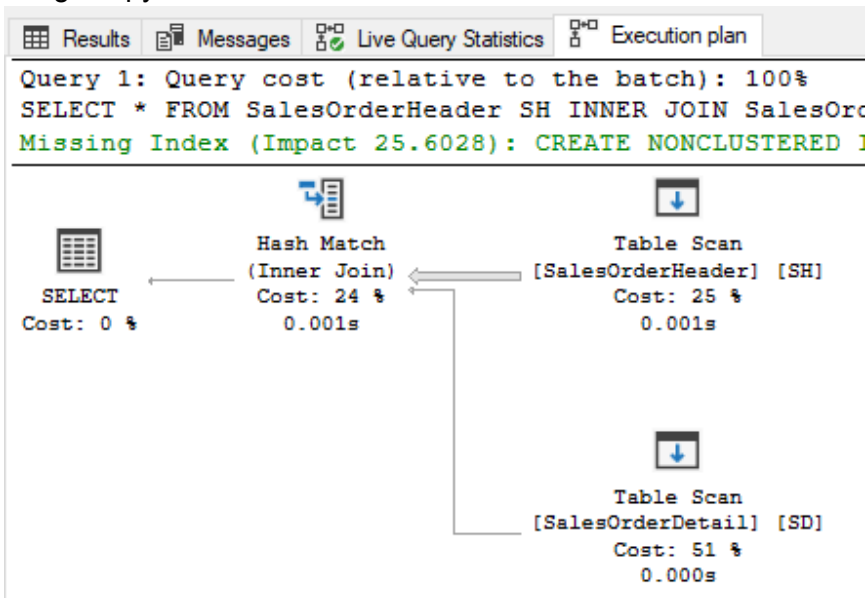 Results Messages Live Query Statistics Execution plan
Query 1: Query cost (relative to the batch): 100%
SELECT * FROM SalesOrderHeader SH INNER JOIN
Missing Index (Impact 25.6028): CREATE NONCLUSTERED
Hash Match
(Inner Join)
Cost: 24 %
0.001s
Table Scan
[SalesOrderHeader] [SH]
Cost: 25 %
0.001s
SELECT
Cost: 0 %
Table Scan
[SalesOrderDetail] [SD]
Cost: 51 %
0.000s